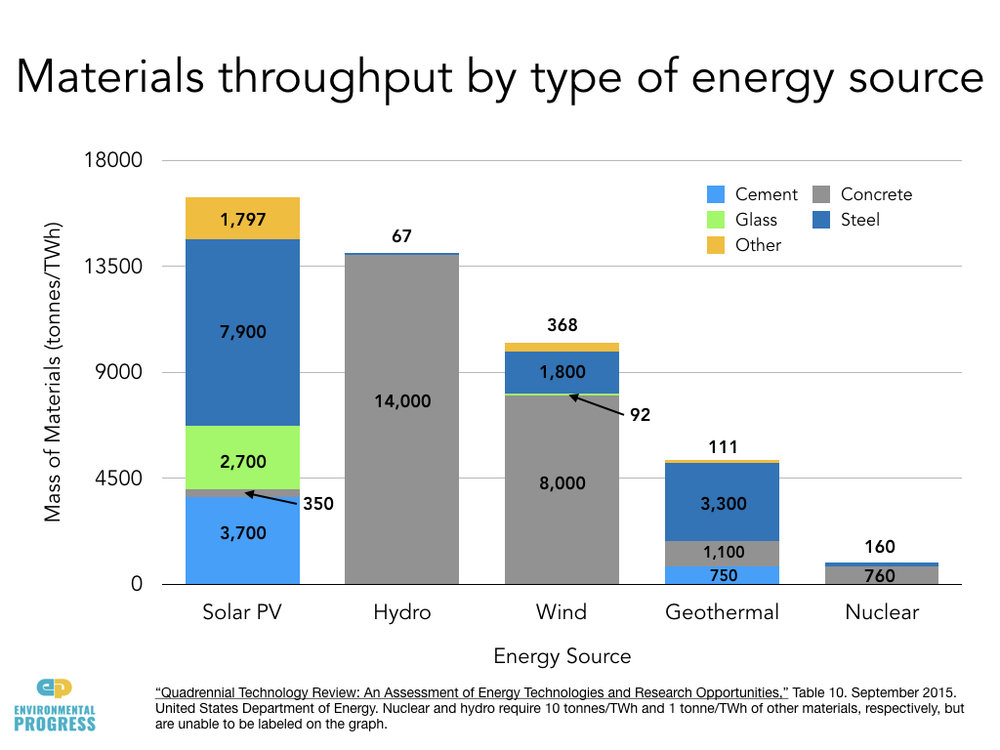 Materials throughput by type of energy source
Mass of Materials (tonnes/TWh)
18000
13500
9000
4500
0
Cement
Concrete
Glass
Steel
Other
1,797
7,900
2,700
350
3,700
67
14,000
368
1,800
92
8,000
111
3,300
1,100
750
160
760
Solar PV
Hydro
Wind
Geothermal
Nuclear
Energy Source
ep
ENVIRONMENTAL
PROGRESS
“Quadrennial Technology Review: An Assessment of Energy Technologies and Research Opportunities,” Table 10. September 2015.
United States Department of Energy. Nuclear and hydro require 10 tonnes/TWh and 1 tonne/TWh of other materials, respectively, but
are unable to be labeled on the graph.